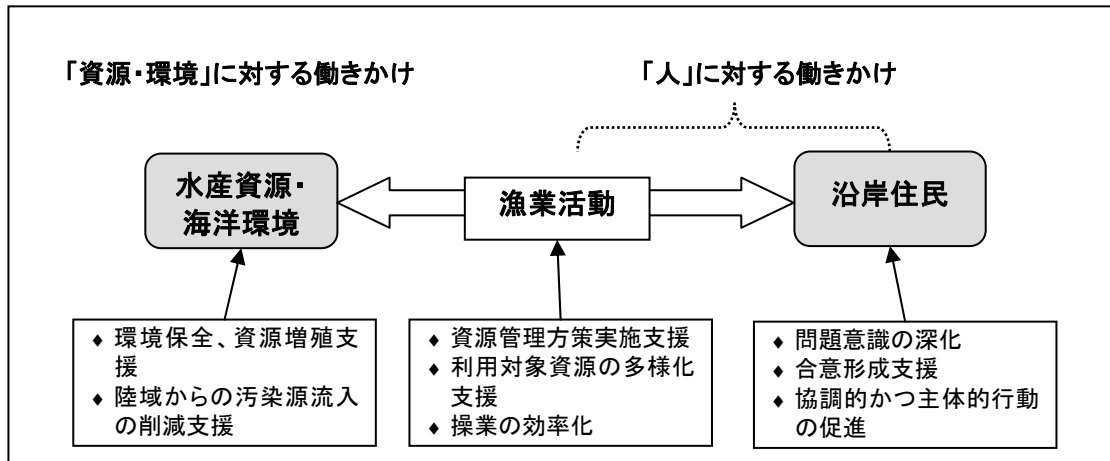 「資源・環境」に対する働きかけ
「人」に対する働きかけ
水産資源・
海洋環境
漁業活動
沿岸住民
♦ 環境保全、資源増殖支
援
♦ 陸域からの汚染源流入
の削減支援
♦ 資源管理方策実施支援
♦ 利用対象資源の多様化
支援
♦ 操業の効率化
♦ 問題意識の深化
♦ 合意形成支援
♦ 協調的かつ主体的行動
の促進